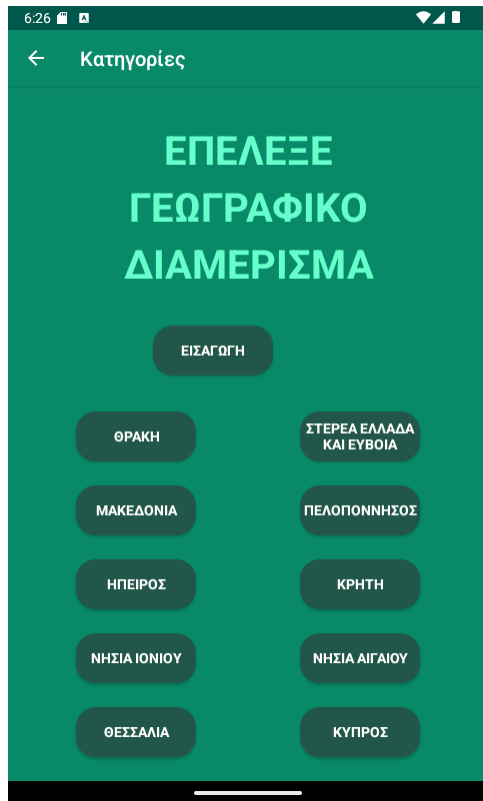 6:26
Κατηγορίες
ΕΠΕΛΕΞΕ
ΓΕΩΓΡΑΦΙΚΟ
ΔΙΑΜΕΡΙΣΜΑ
ΕΙΣΑΓΩΓΗ
ΘΡΑΚΗ
ΣΤΕΡΕΑ ΕΛΛΑΔΑ
ΚΑΙ ΕΥΒΟΙΑ
ΜΑΚΕΔΟΝΙΑ
ΠΕΛΟΠΟΝΝΗΣΟΣ
ΗΠΕΙΡΟΣ
ΚΡΗΤΗ
ΝΗΣΙΑ ΙΟΝΙΟΥ
ΝΗΣΙΑ ΑΙΓΑΙΟΥ
ΘΕΣΣΑΛΙΑ
ΚΥΠΡΟΣ